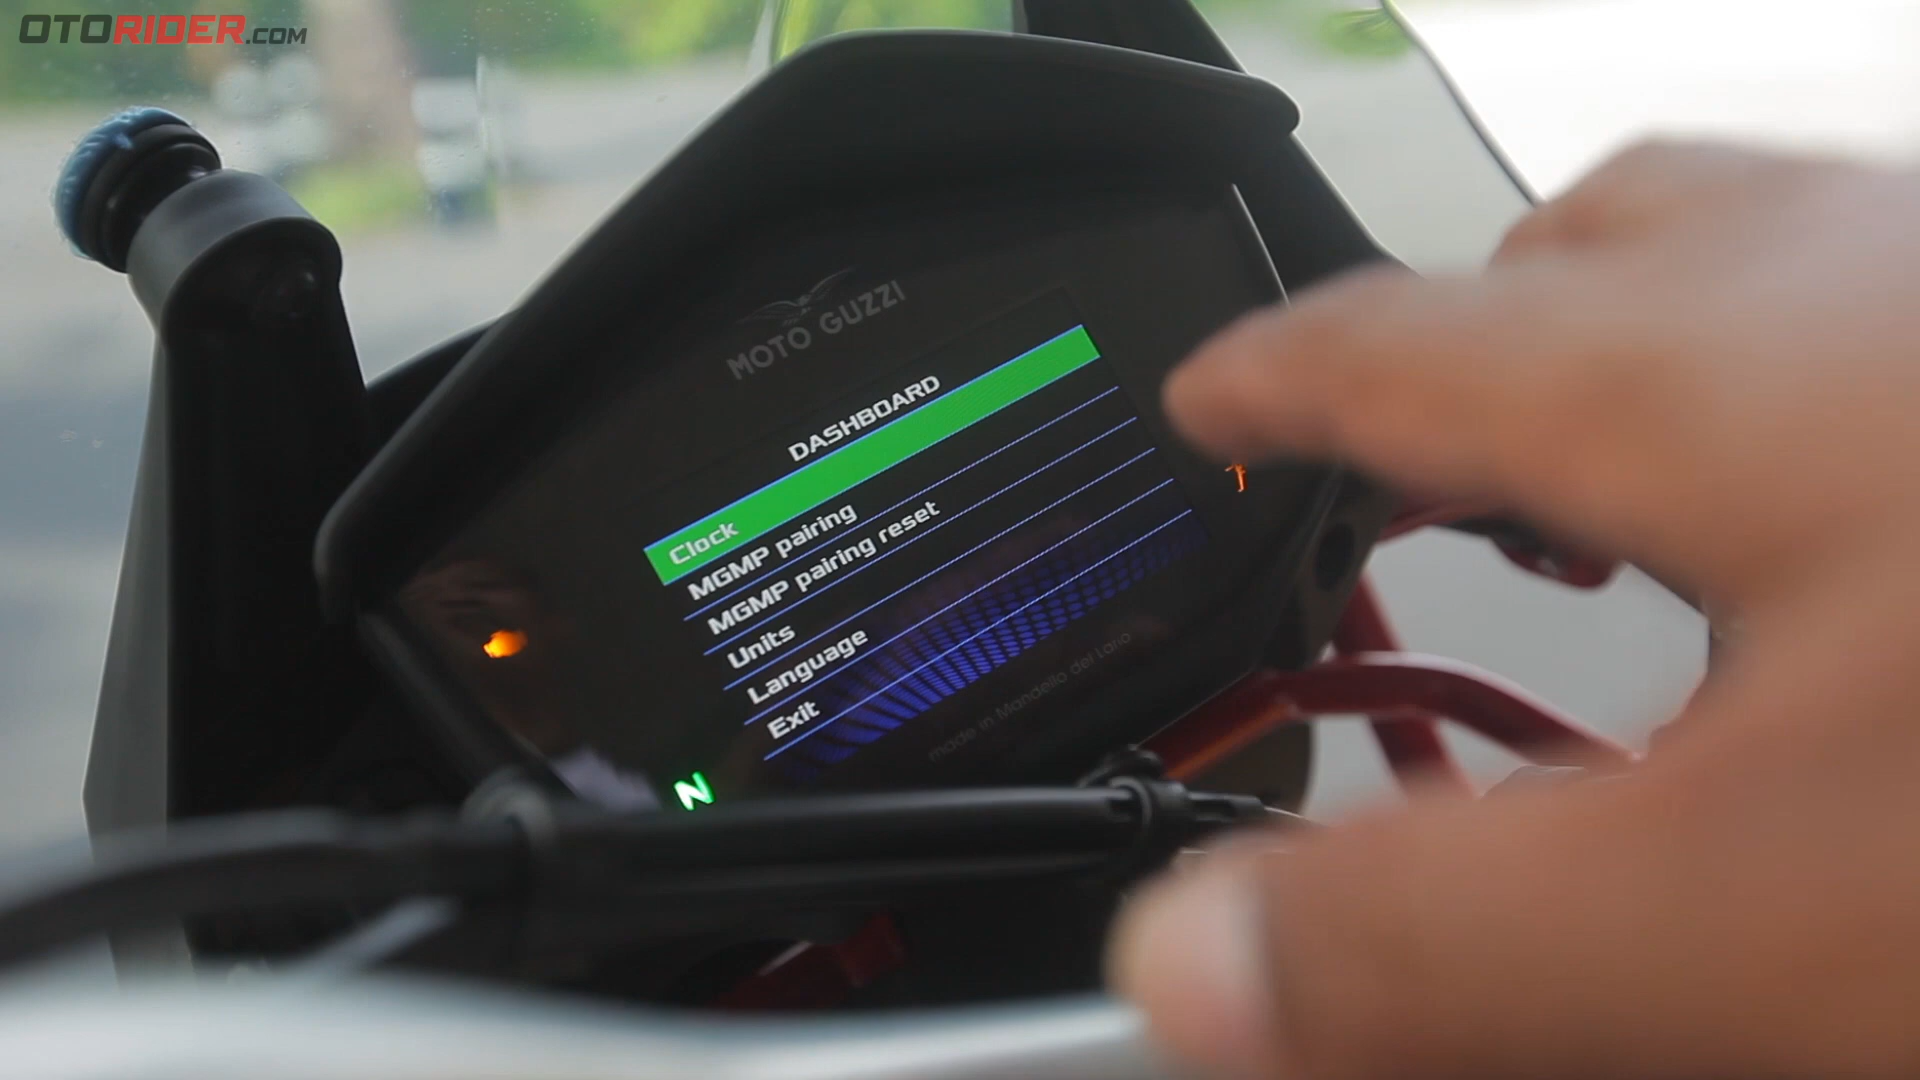 OTORIDER.COM
MOTO GUZZI
DASHBOARD
Clock
MGMP pairing
MGMP pairing reset
Units
Language
Exit
made in Mandello del Lario
N